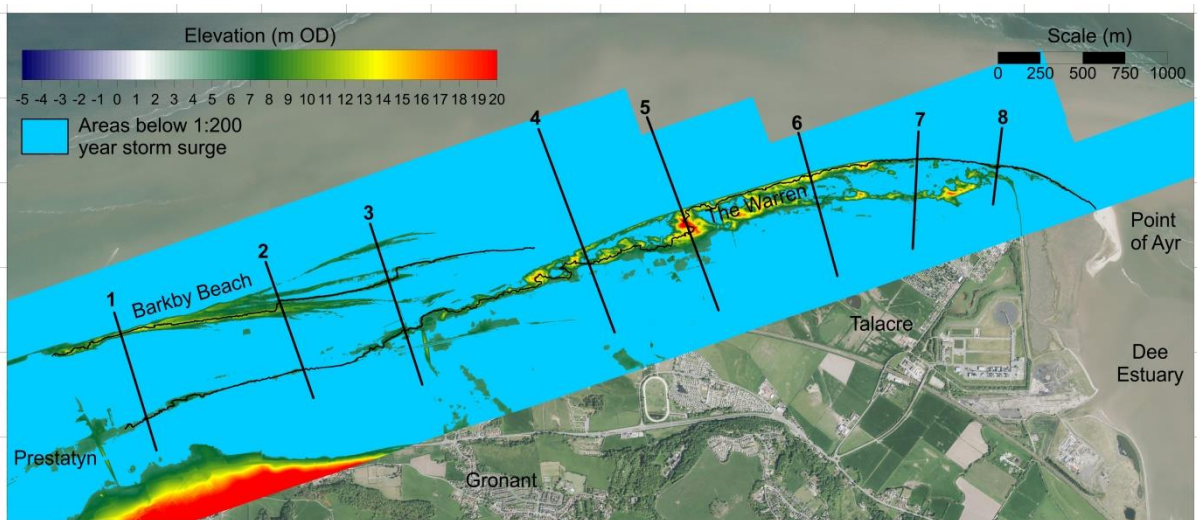 Elevation (m OD)
-5 -4 -3 -2 -1 0 1 2 3 4 5 6 7 8 9 10 11 12 13 14 15 16 17 18 19 20
Areas below 1:200
year storm surge
Scale (m)
0 250 500 750 1000
4
5
6
7
8
3
2
1
Barkby Beach
The Warren
Point
of Ayr
Talacre
Dee
Estuary
Prestatyn
Gronant